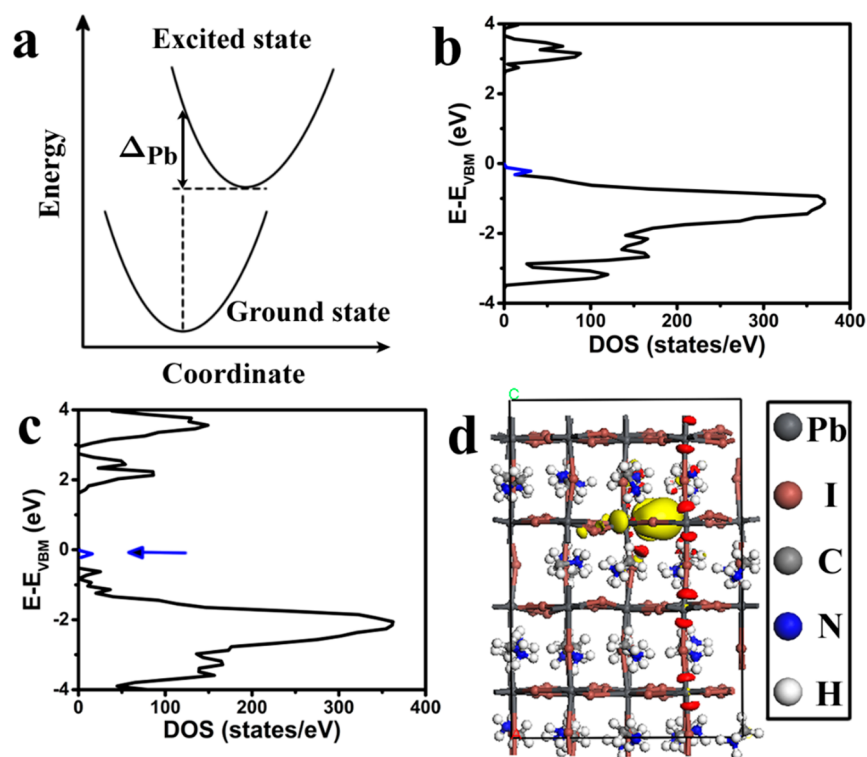 a
Excited state
Δ Pb
Energy
Ground state
Coordinate
b
4
3
0
-2
-4
E-E VBM (eV)
0 100 200 300 400
DOS (states/eV)
c
4
2
0
-2
-4
E-E VBM (eV)
0 100 200 300 400
DOS (states/eV)
d
C
Pb
I
C
N
H